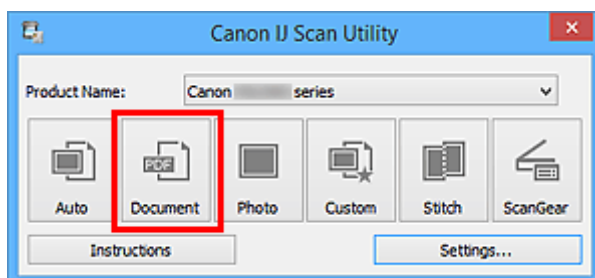 Canon IJ Scan Utility
Product Name: Canon series
PDF
Auto Document Photo Custom Stitch ScanGear
Instructions Settings...